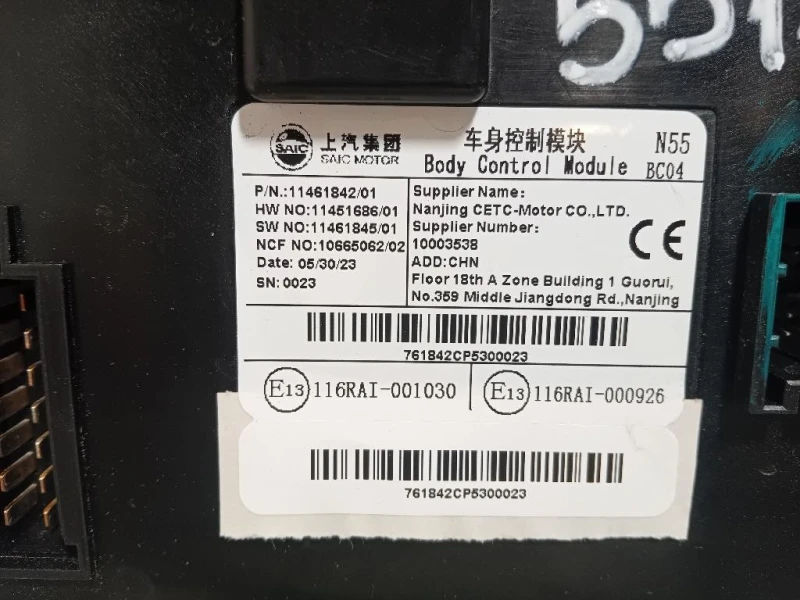 SAIC 上汽集团
SAIC MOTOR
车身控制模块
Body Control Module
N55
BC04
P/N.:11461842/01
HW NO:11451686/01
SW NO:11461845/01
NCF NO:10665062/02
Date: 05/30/23
SN: 0023
Supplier Name:
Nanjing CETC-Motor CO.,LTD.
Supplier Number:
10003538
ADD:CHN
Floor 18th A Zone Building 1 Guorui,
No.359 Middle Jiangdong Rd.,Nanjing
CE
761842CP5300023
E13 116RAI-001030
E13 116RAI-000926
761842CP5300023